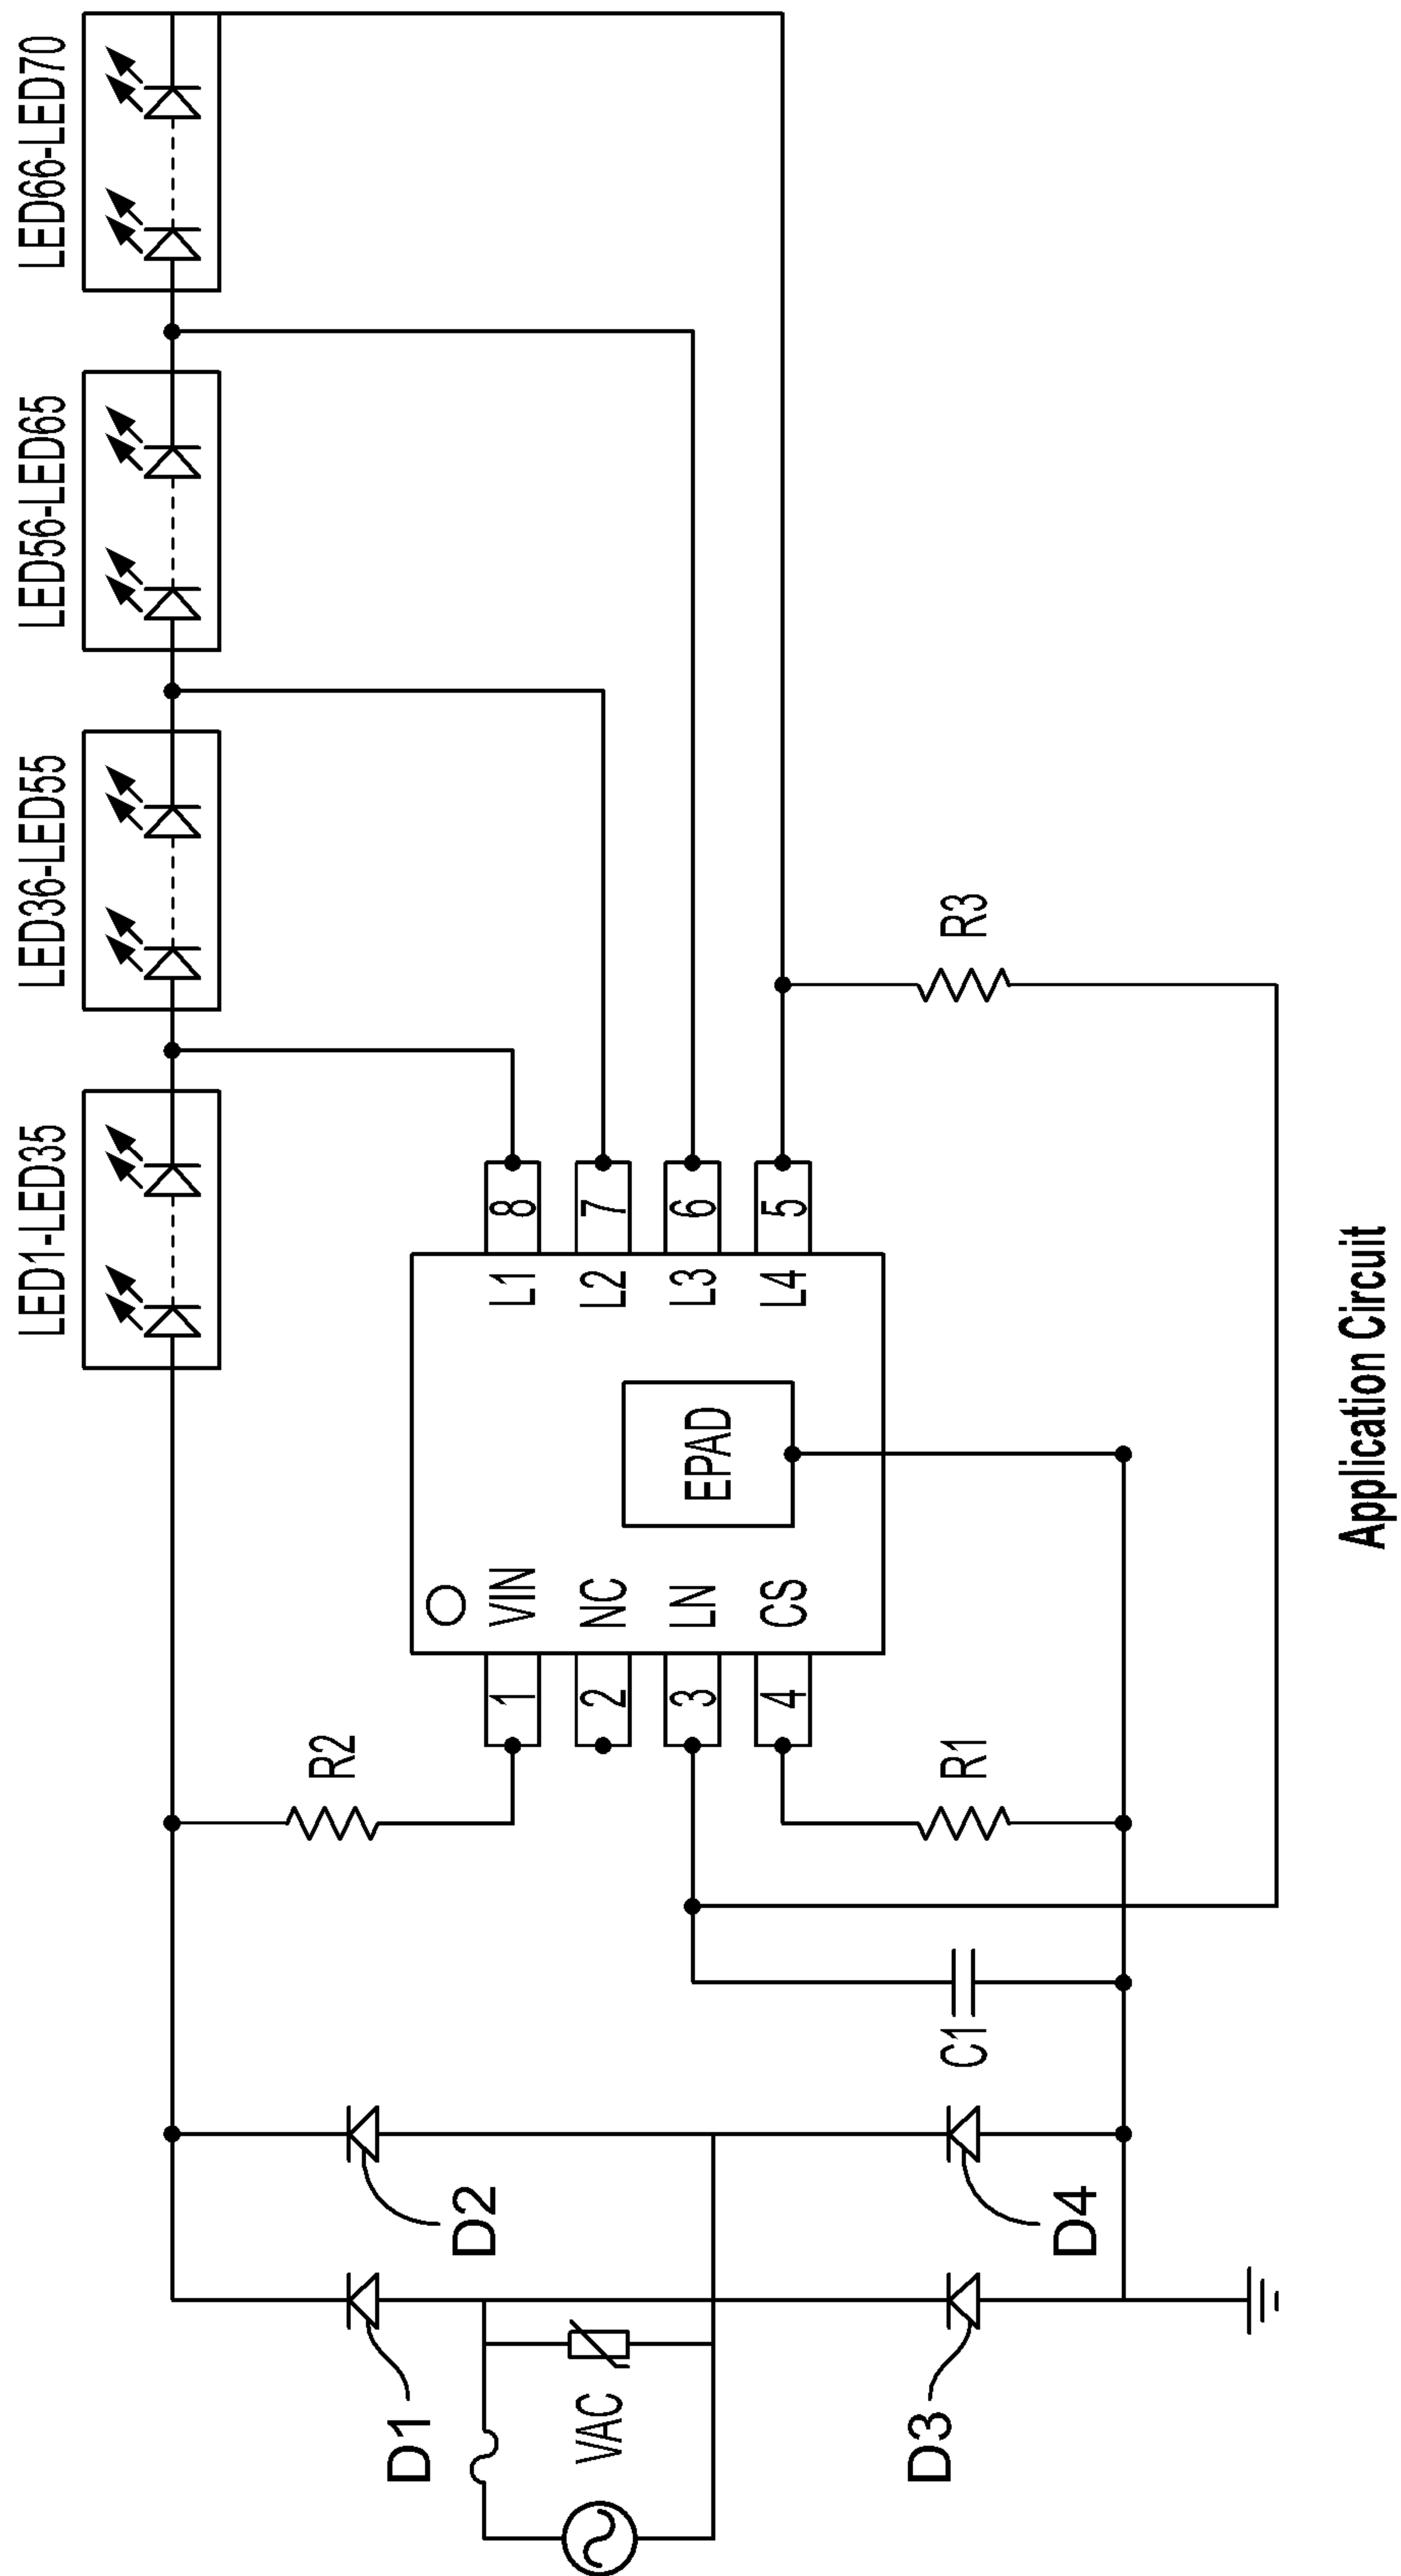 LED1-LED35
LED36-LED55
LED56-LED65
LED66-LED70
R2
D1
D2
VAC
1
2
3
4
VIN
NC
LN
CS
EPAD
L1
L2
L3
L4
8
7
6
5
D3
D4
C1
R1
R3
Application Circuit